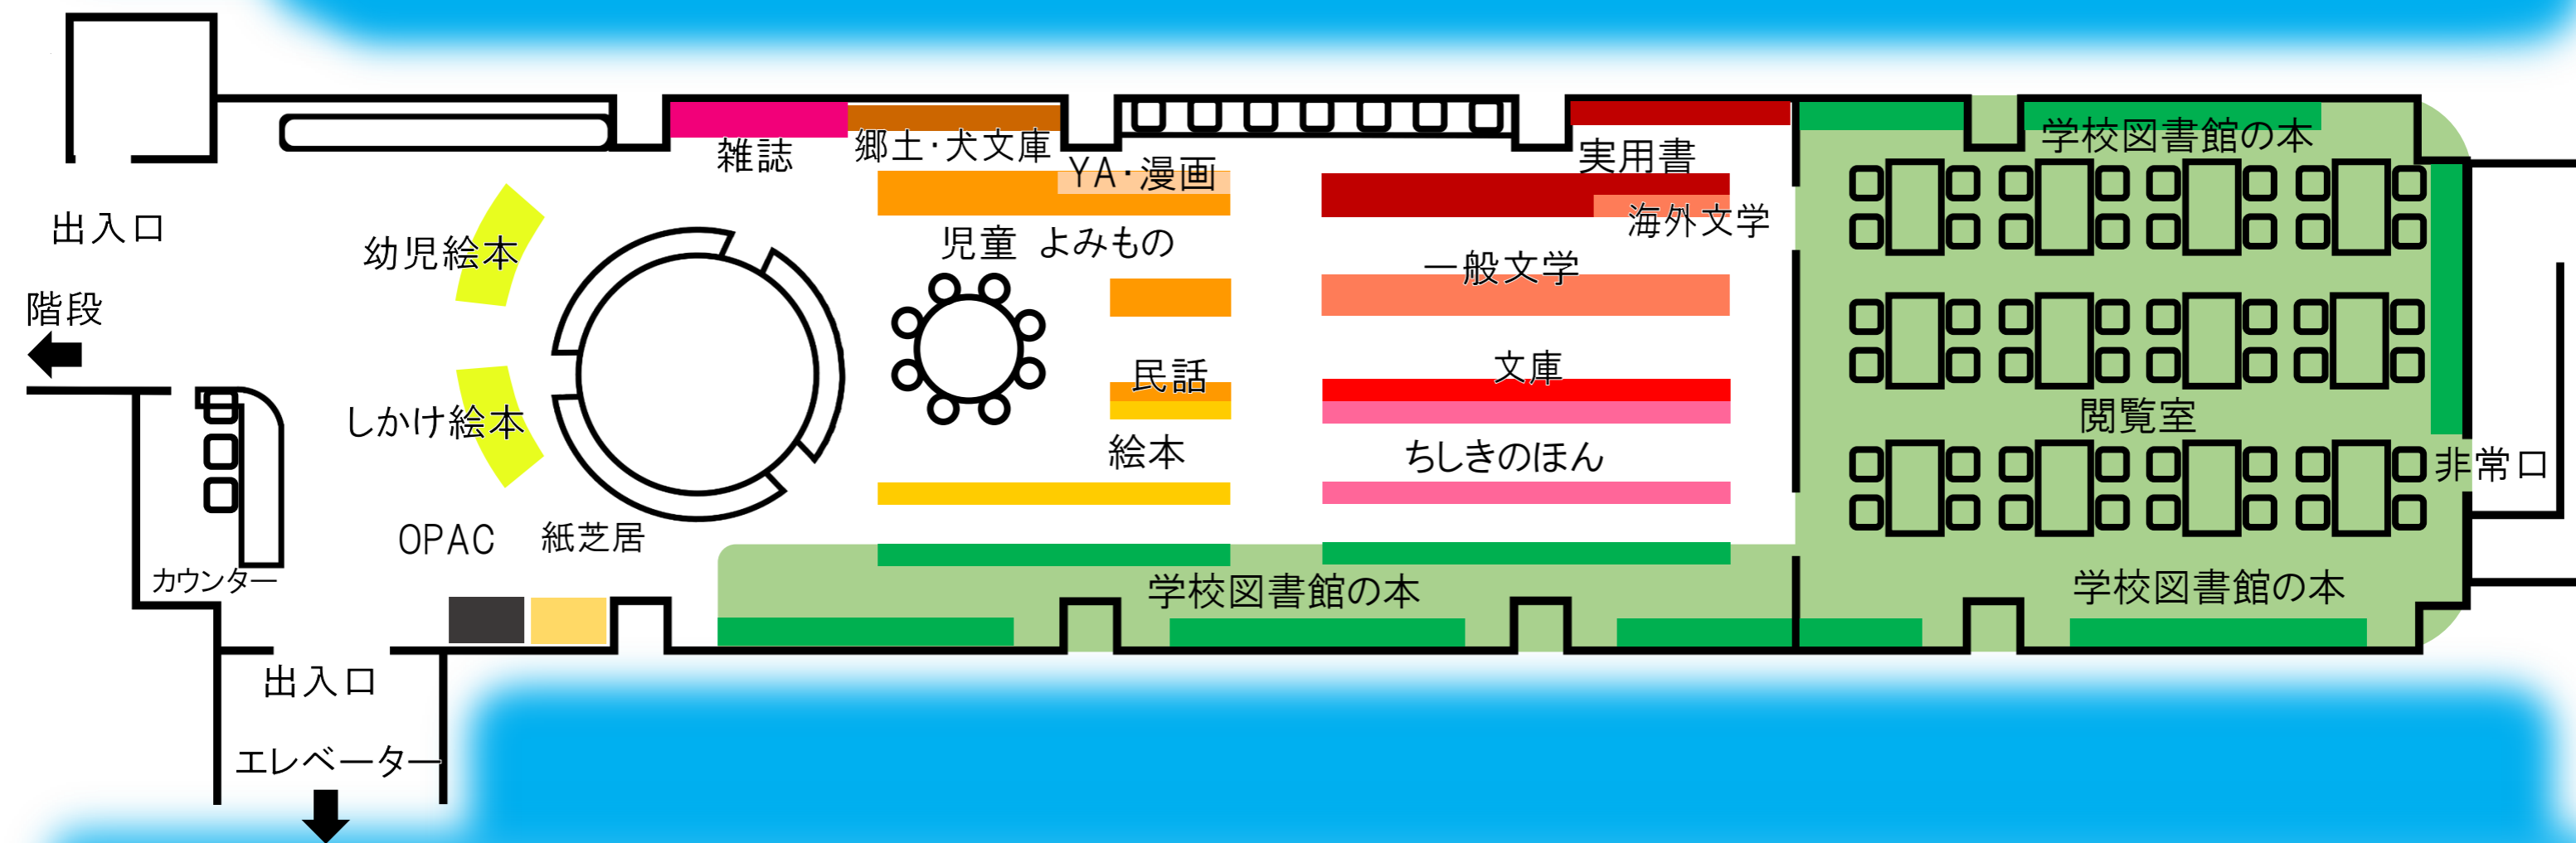 学校図書館の本
郷土・犬文庫
雑誌
実用書
YA・漫画
出入口
海外文学
幼児絵本
児童 よみもの
一般文学
階段
文庫
民話
閲覧室
しかけ絵本
絵本
ちしきのほん
非常口
OPAC
紙芝居
カウンター
学校図書館の本
学校図書館の本
出入口
エレベーター